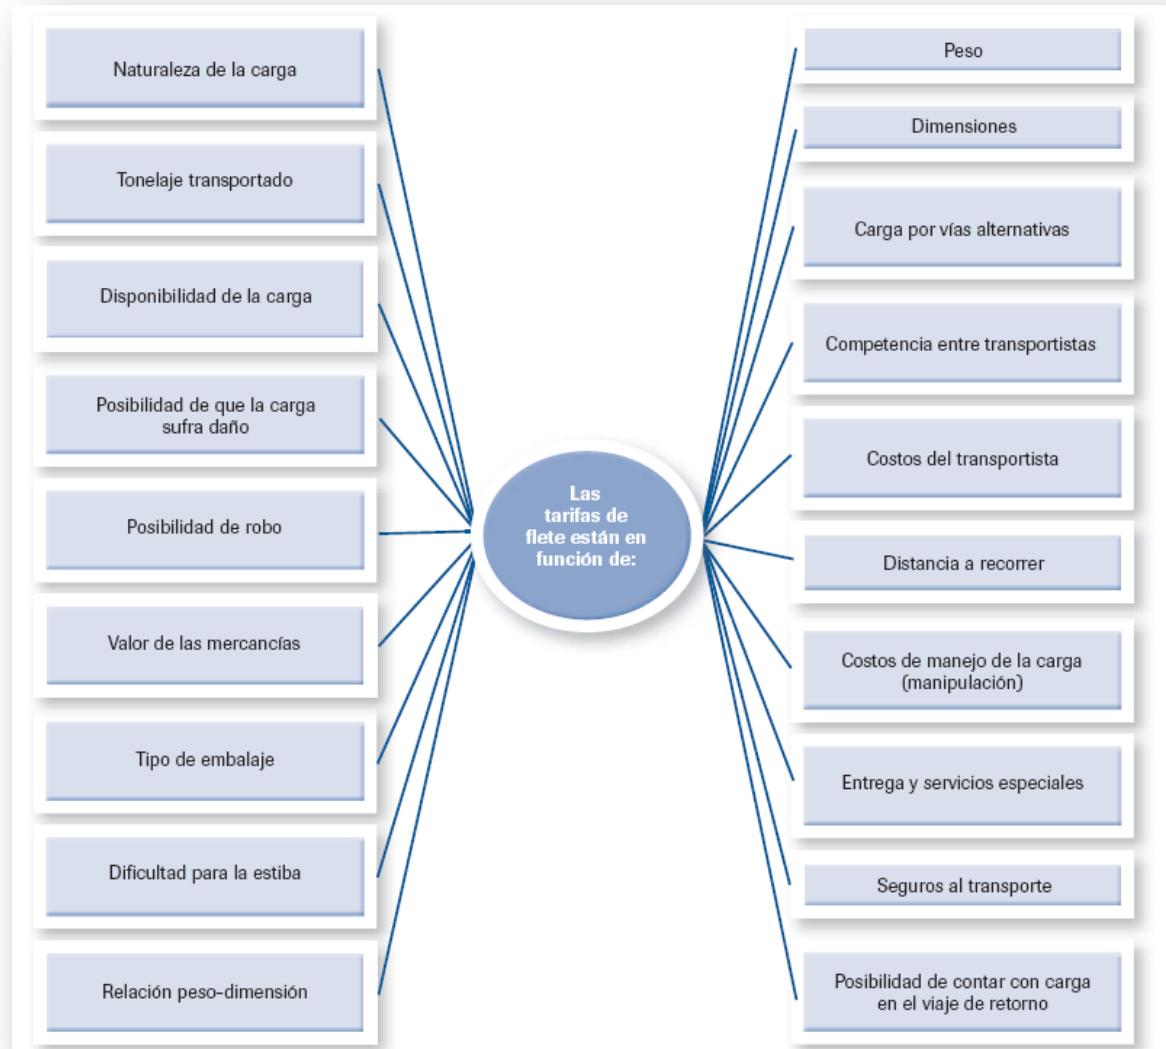 Naturaleza de la carga
Tonelaje transportado
Disponibilidad de la carga
Posibilidad de que la carga
sufra daño
Posibilidad de robo
Valor de las mercancías
Tipo de embalaje
Dificultad para la estiba
Relación peso-dimensión
Las
tarifas de
flete están en
función de:
Peso
Dimensiones
Carga por vías alternativas
Competencia entre transportistas
Costos del transportista
Distancia a recorrer
Costos de manejo de la carga
(manipulación)
Entrega y servicios especiales
Seguros al transporte
Posibilidad de contar con carga
en el viaje de retorno